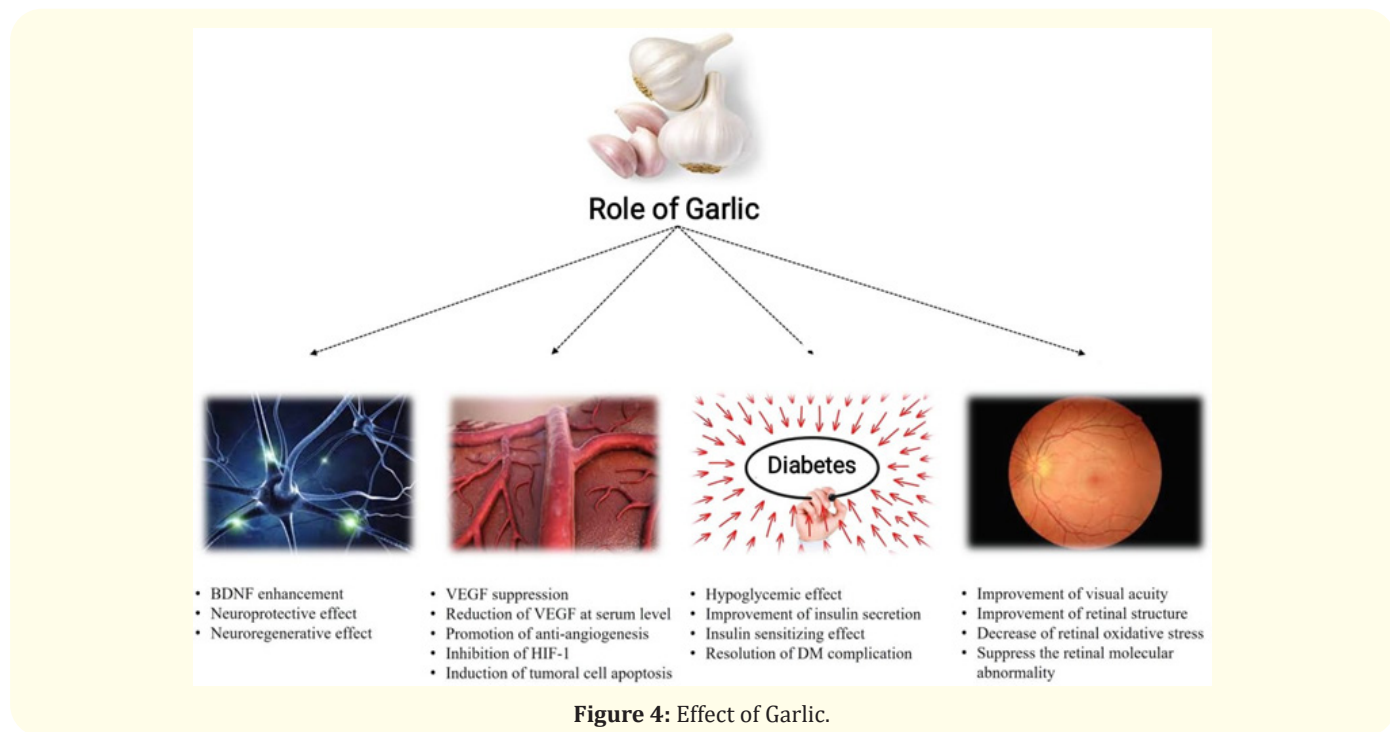 Role of Garlic
Diabetes
• BDNF enhancement
• Neuroprotective effect
• Neuroregenerative effect
• VEGF suppression
• Reduction of VEGF at serum level
• Promotion of anti-angiogenesis
• Inhibition of HIF-1
• Induction of tumoral cell apoptosis
• Hypoglycemic effect
• Improvement of insulin secretion
• Insulin sensitizing effect
• Resolution of DM complication
• Improvement of visual acuity
• Improvement of retinal structure
• Decrease of retinal oxidative stress
• Suppress the retinal molecular
abnormality
Figure 4: Effect of Garlic.